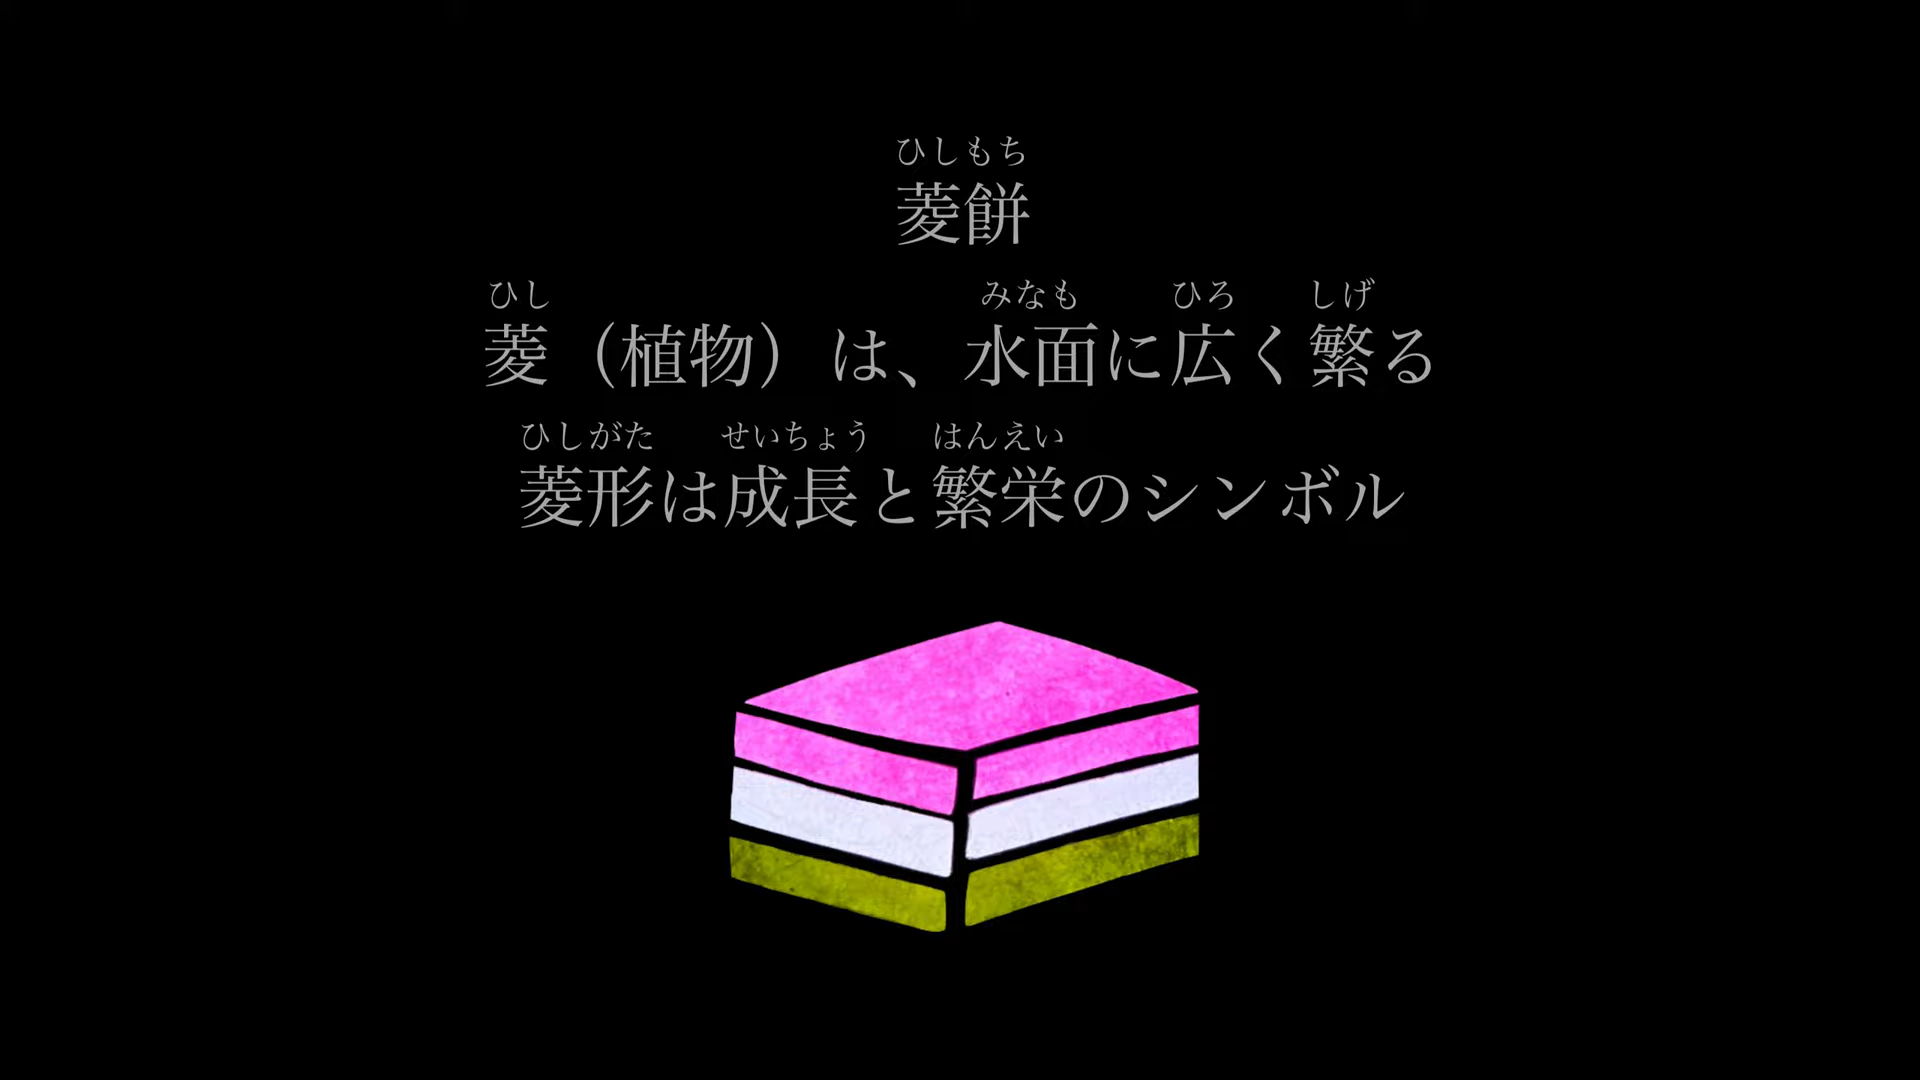 ひしもち
菱餅
ひし みなも ひろ しげ
菱（植物）は、水面に広く繁る
ひしがた せいちょう はんえい
菱形は成長と繁栄のシンボル